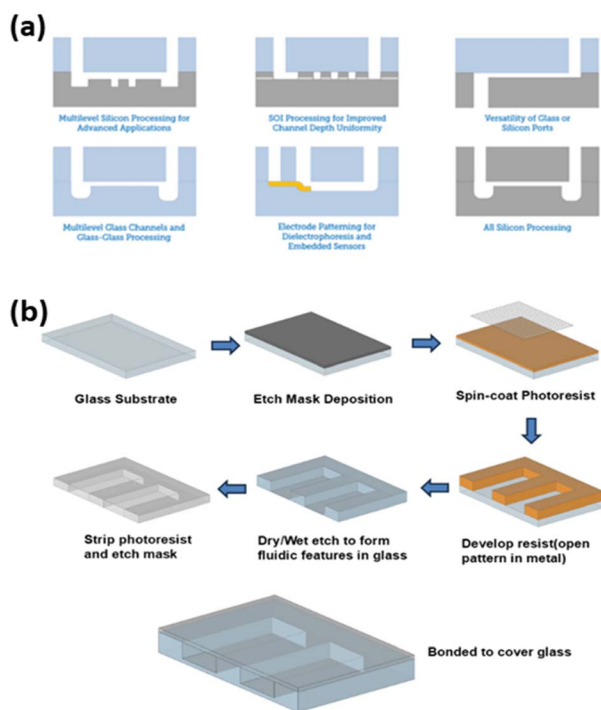 (a)
Multilevel Silicon Processing for
Advanced Applications
SOI Processing for Improved
Channel Depth Uniformity
Versatility of Glass or
Silicon Ports
Multilevel Glass Channels and
Glass-Glass Processing
Electrode Patterning for
Dielectrophoresis and
Embedded Sensors
All Silicon Processing
(b)
Glass Substrate
Etch Mask Deposition
Spin-coat Photoresist
Strip photoresist
and etch mask
Dry/Wet etch to form
fluidic features in glass
Develop resist(open
pattern in metal)
Bonded to cover glass